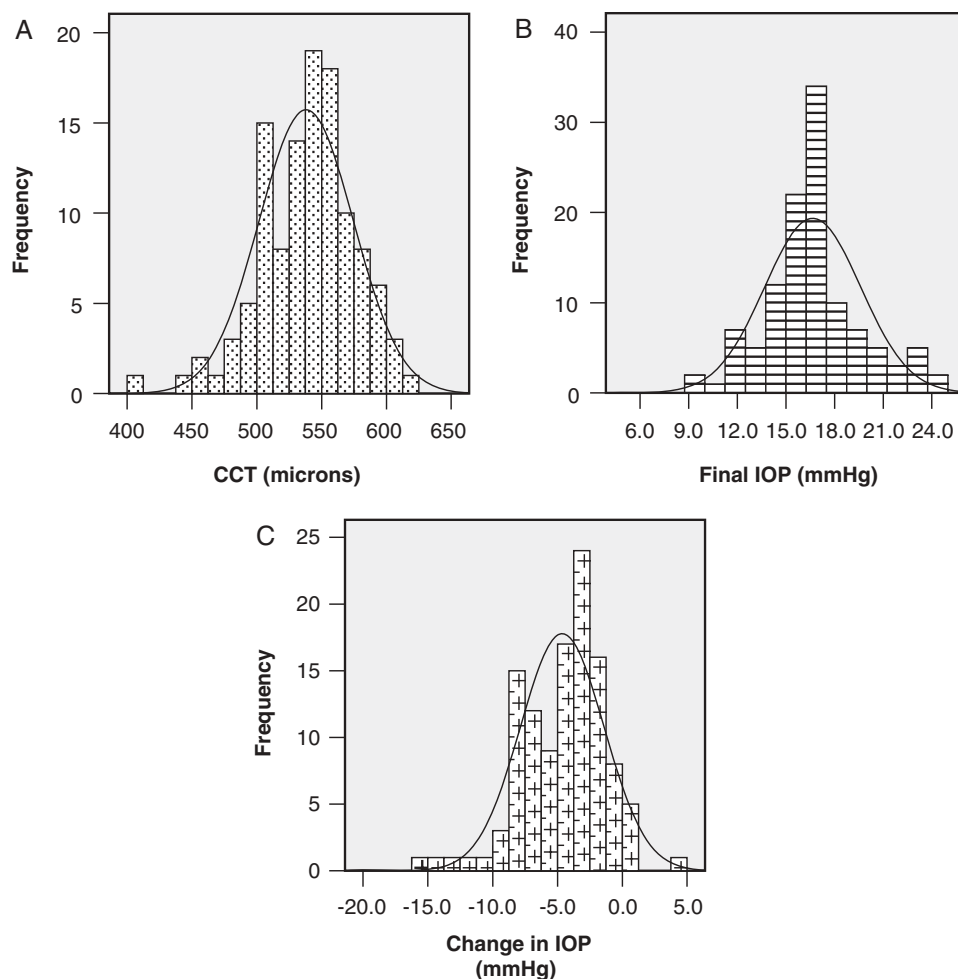 A
20
15
10
5
0
Frequency
400 450 500 550 600 650
CCT (microns)
B
40
30
20
10
0
Frequency
6.0 9.0 12.0 15.0 18.0 21.0 24.0
Final IOP (mmHg)
C
25
20
15
10
5
0
Frequency
-20.0 -15.0 -10.0 -5.0 0.0 5.0
Change in IOP
(mmHg)